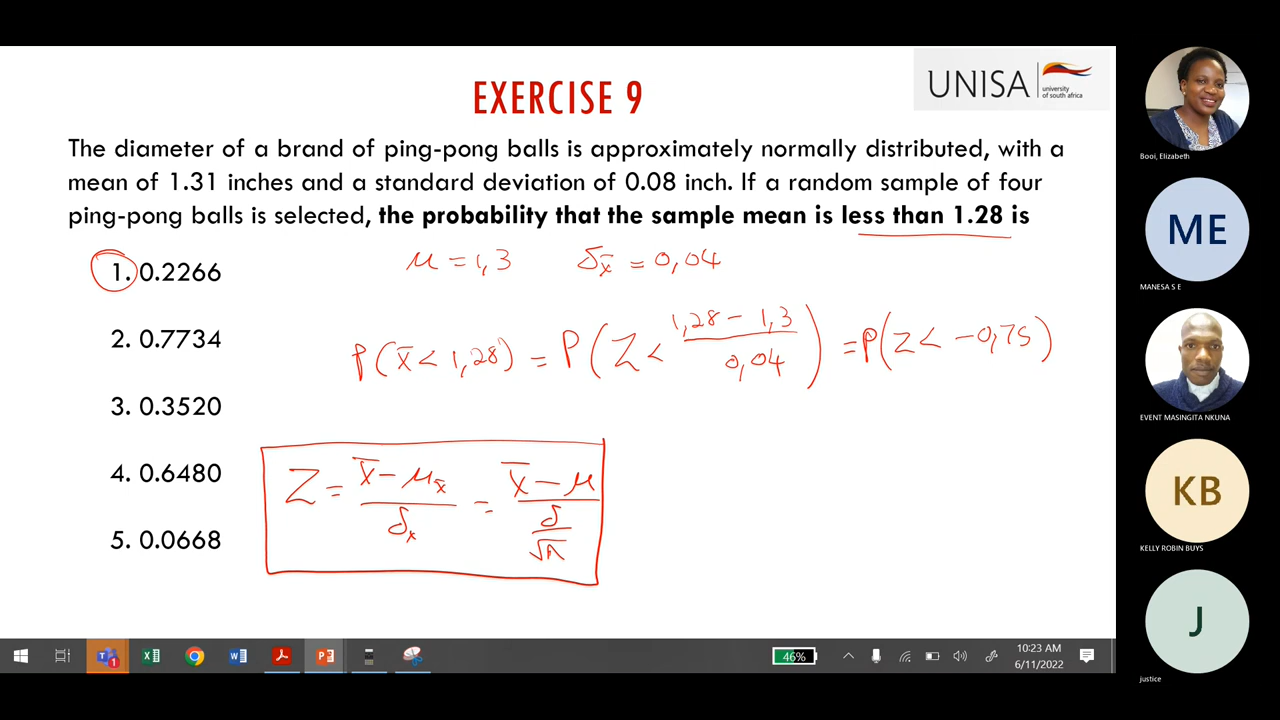 EXERCISE 9
UNISA
university
of south africa
The diameter of a brand of ping-pong balls is approximately normally distributed, with a
mean of 1.31 inches and a standard deviation of 0.08 inch. If a random sample of four
ping-pong balls is selected, the probability that the sample mean is less than 1.28 is
1. 0.2266
μ = 1,3 δx̄ = 0,04
2. 0.7734
P(x̄ < 1,28) = P(Z < (1,28 - 1,3)/0,04) = P(Z < -0,75)
3. 0.3520
4. 0.6480
Z = (x̄ - μx̄)/δx = (x̄ - μ)/(δ/√n)
5. 0.0668
Booi, Elizabeth
ME
MANESA S E
EVENT MASINGITA NKUNA
KB
KELLY ROBIN BUYS
J
justice
1
46%
10:23 AM
6/11/2022